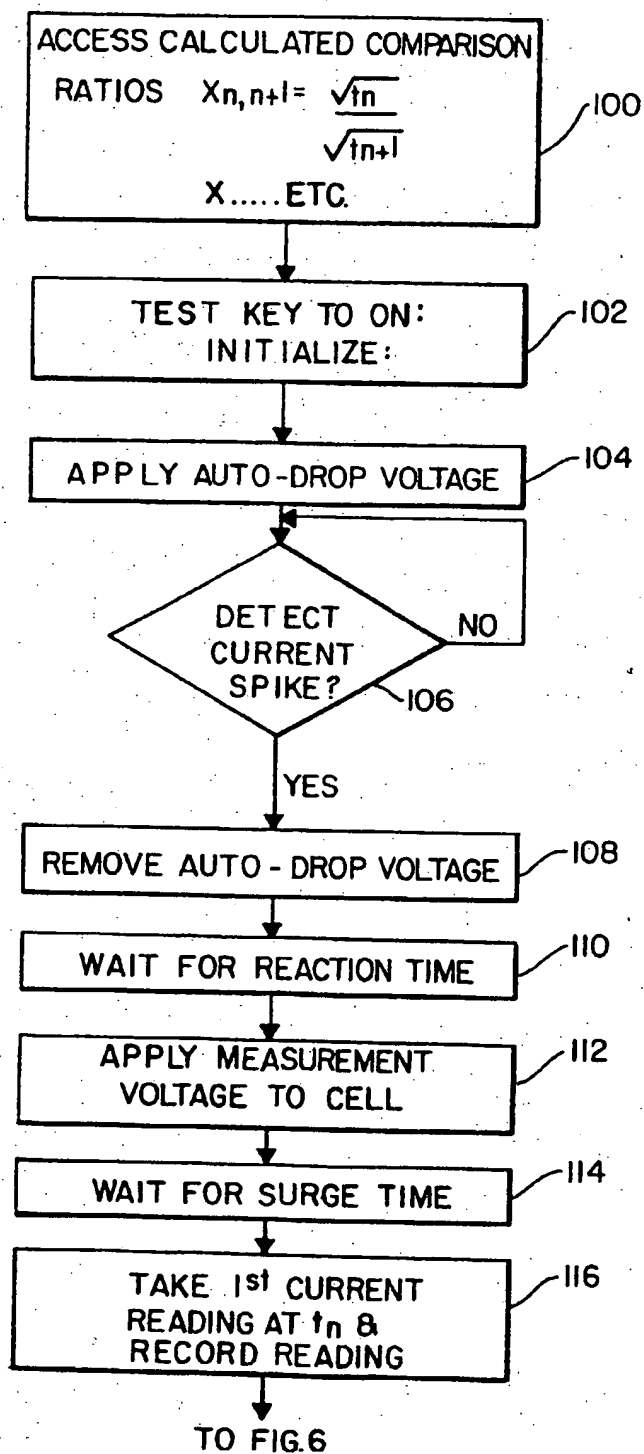 ACCESS CALCULATED COMPARISON
RATIOS Xn,n+1= √tn
√tn+1
X.....ETC.
100
TEST KEY TO ON:
INITIALIZE:
102
APPLY AUTO-DROP VOLTAGE
104
DETECT
CURRENT
SPIKE?
NO
106
YES
REMOVE AUTO-DROP VOLTAGE
108
WAIT FOR REACTION TIME
110
APPLY MEASUREMENT
VOLTAGE TO CELL
112
WAIT FOR SURGE TIME
114
TAKE 1st CURRENT
READING AT tn &
RECORD READING
116
TO FIG.6